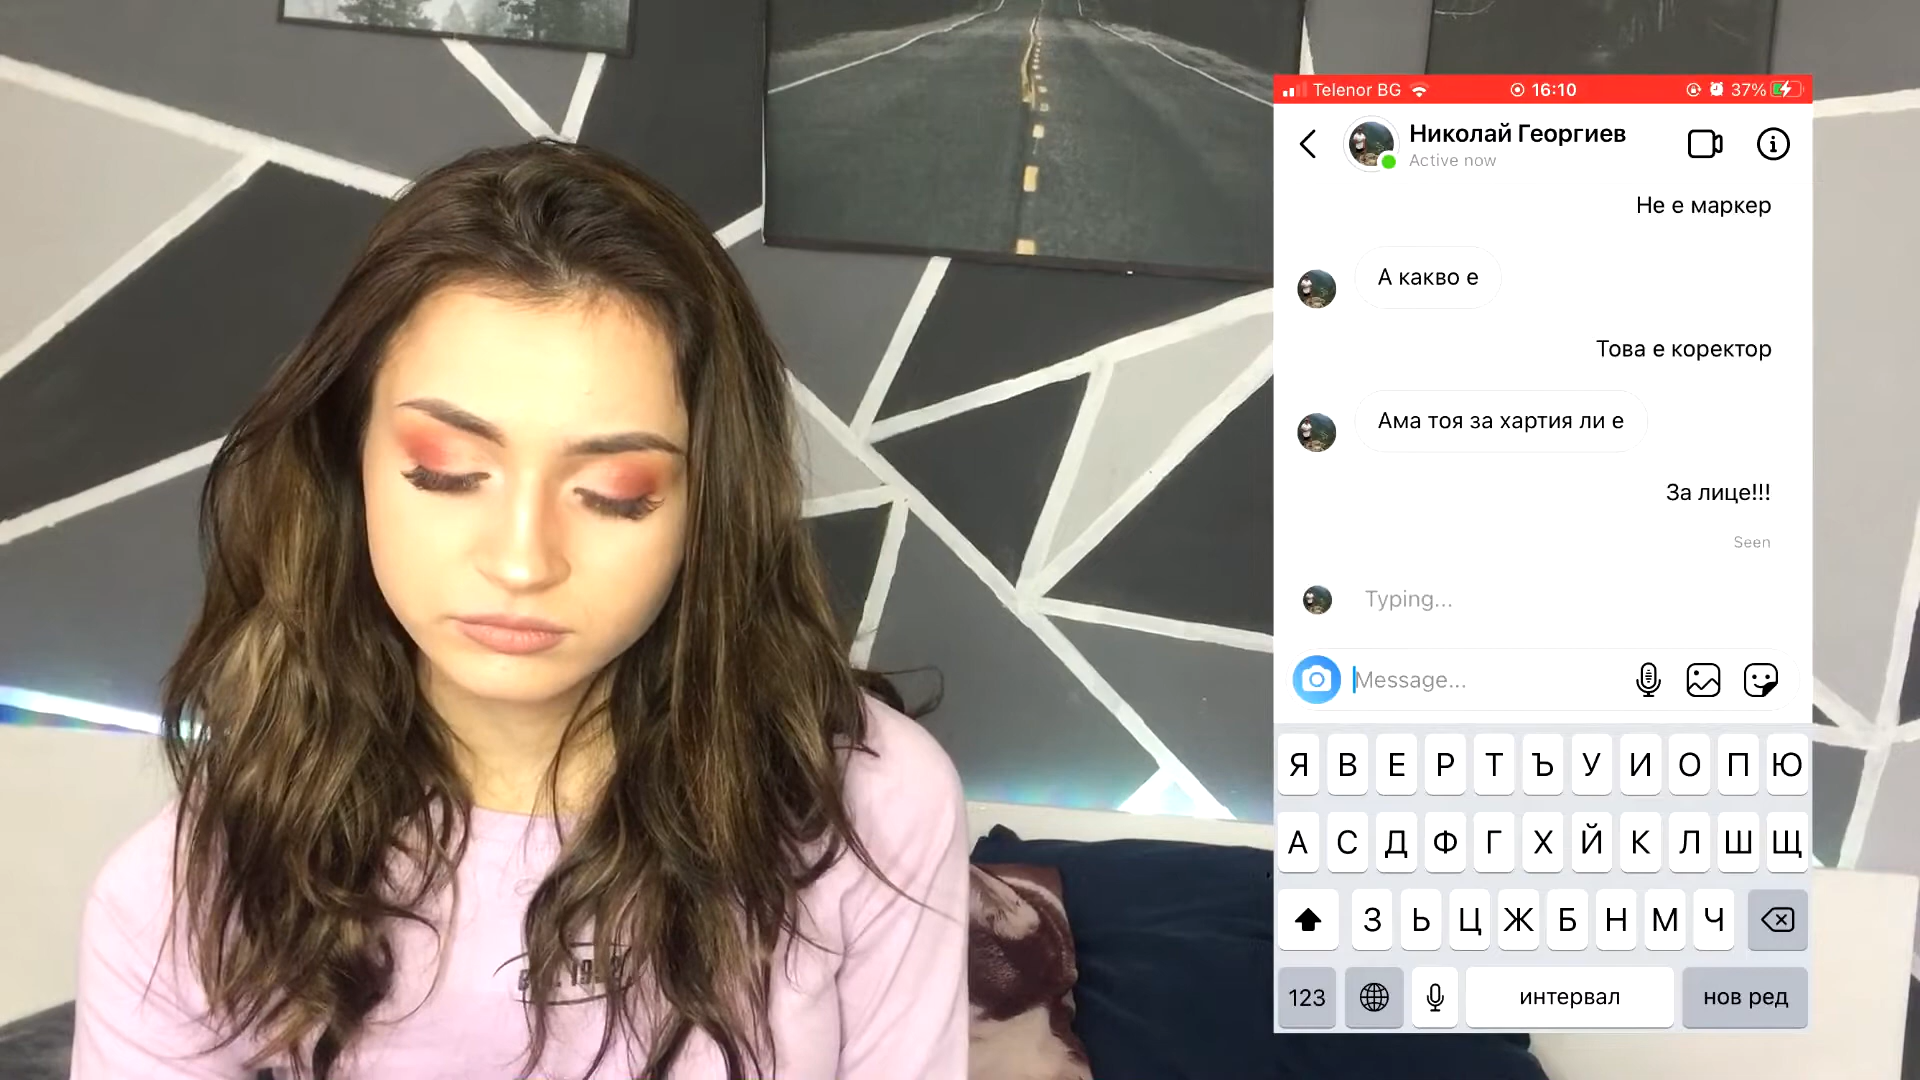 Telenor BG
16:10
37%
Николай Георгиев
Active now
Не е маркер
А какво е
Това е коректор
Ама тоя за хартия ли е
За лице!!!
Seen
Typing...
Message...
Я В Е Р Т Ъ У И О П Ю
А С Д Ф Г Х Й К Л Ш Щ
З Ь Ц Ж Б Н М Ч
123 интервал нов ред